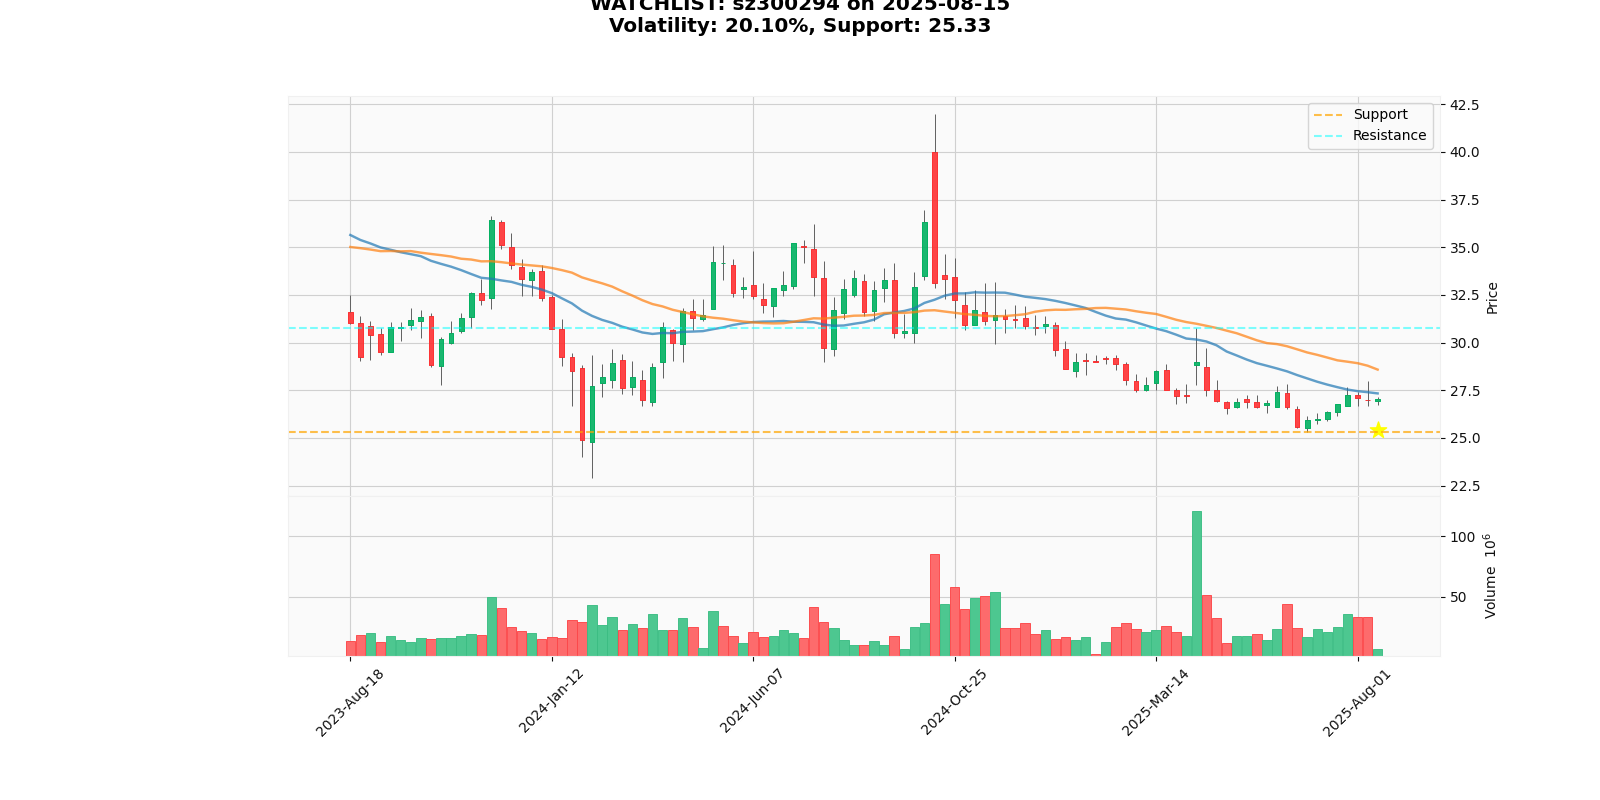 WATCHLIST: sz300294 on 2025-08-15
Volatility: 20.10%, Support: 25.33
Support
Resistance
42.5
40.0
37.5
35.0
32.5
30.0
27.5
25.0
22.5
Price
100
50
Volume 10⁶
2023-Aug-18
2024-Jan-12
2024-Jun-07
2024-Oct-25
2025-Mar-14
2025-Aug-01